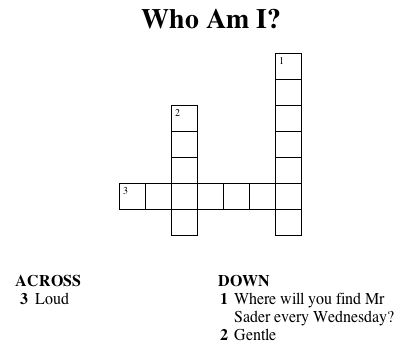 Who Am I?
1
2
3
ACROSS
3 Loud
DOWN
1 Where will you find Mr
Sader every Wednesday?
2 Gentle